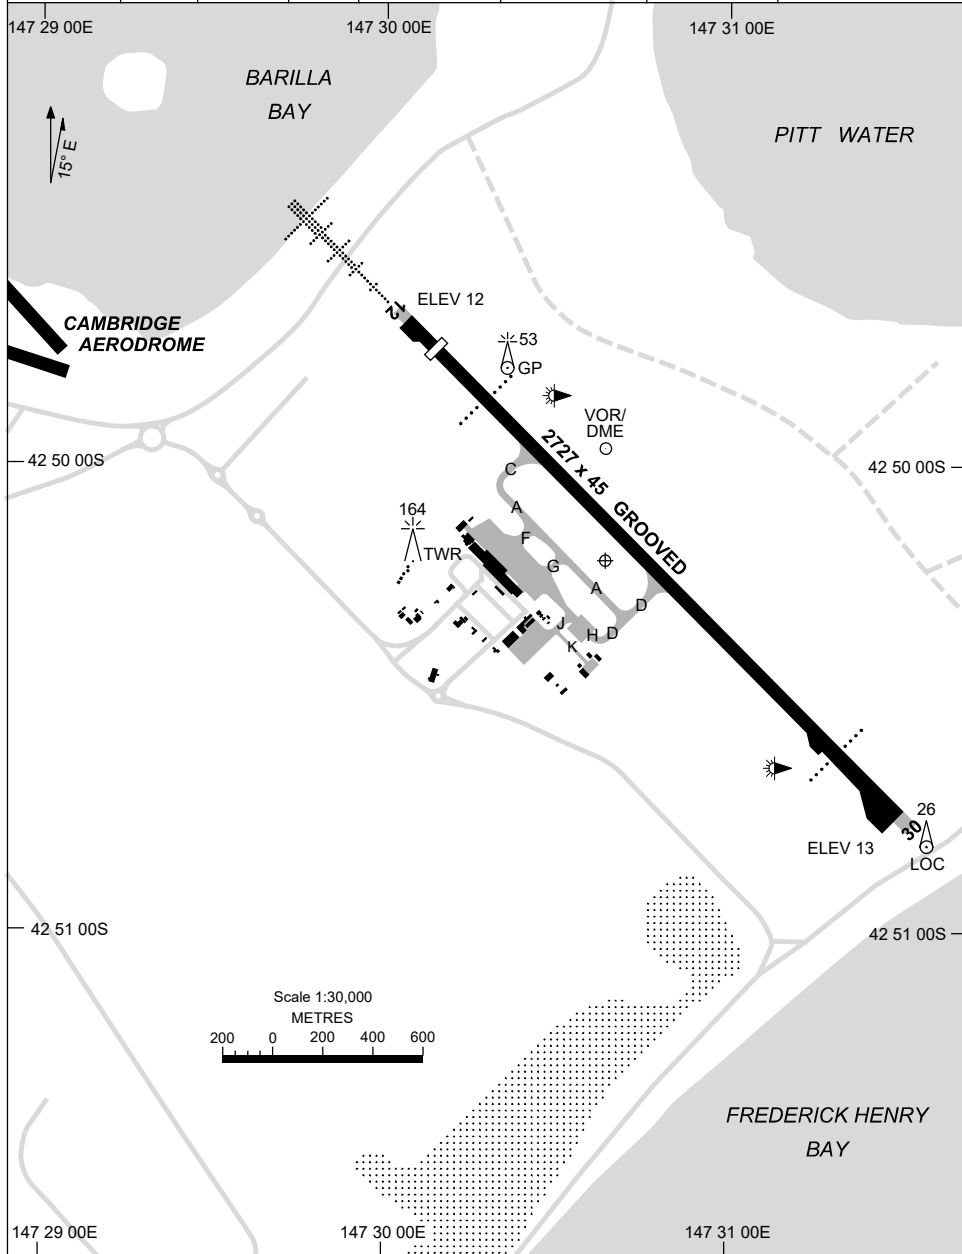 147 29 00E
147 30 00E
147 31 00E
BARILLA
BAY
PITT WATER
15° E
12
ELEV 12
CAMBRIDGE
AERODROME
53
GP
VOR/
DME
42 50 00S
42 50 00S
2727 x 45 GROOVED
C
A
164
TWR
F
G
A
D
J
H
D
K
26
30
ELEV 13
LOC
42 51 00S
42 51 00S
Scale 1:30,000
METRES
200 0 200 400 600
FREDERICK HENRY
BAY
147 29 00E
147 30 00E
147 31 00E